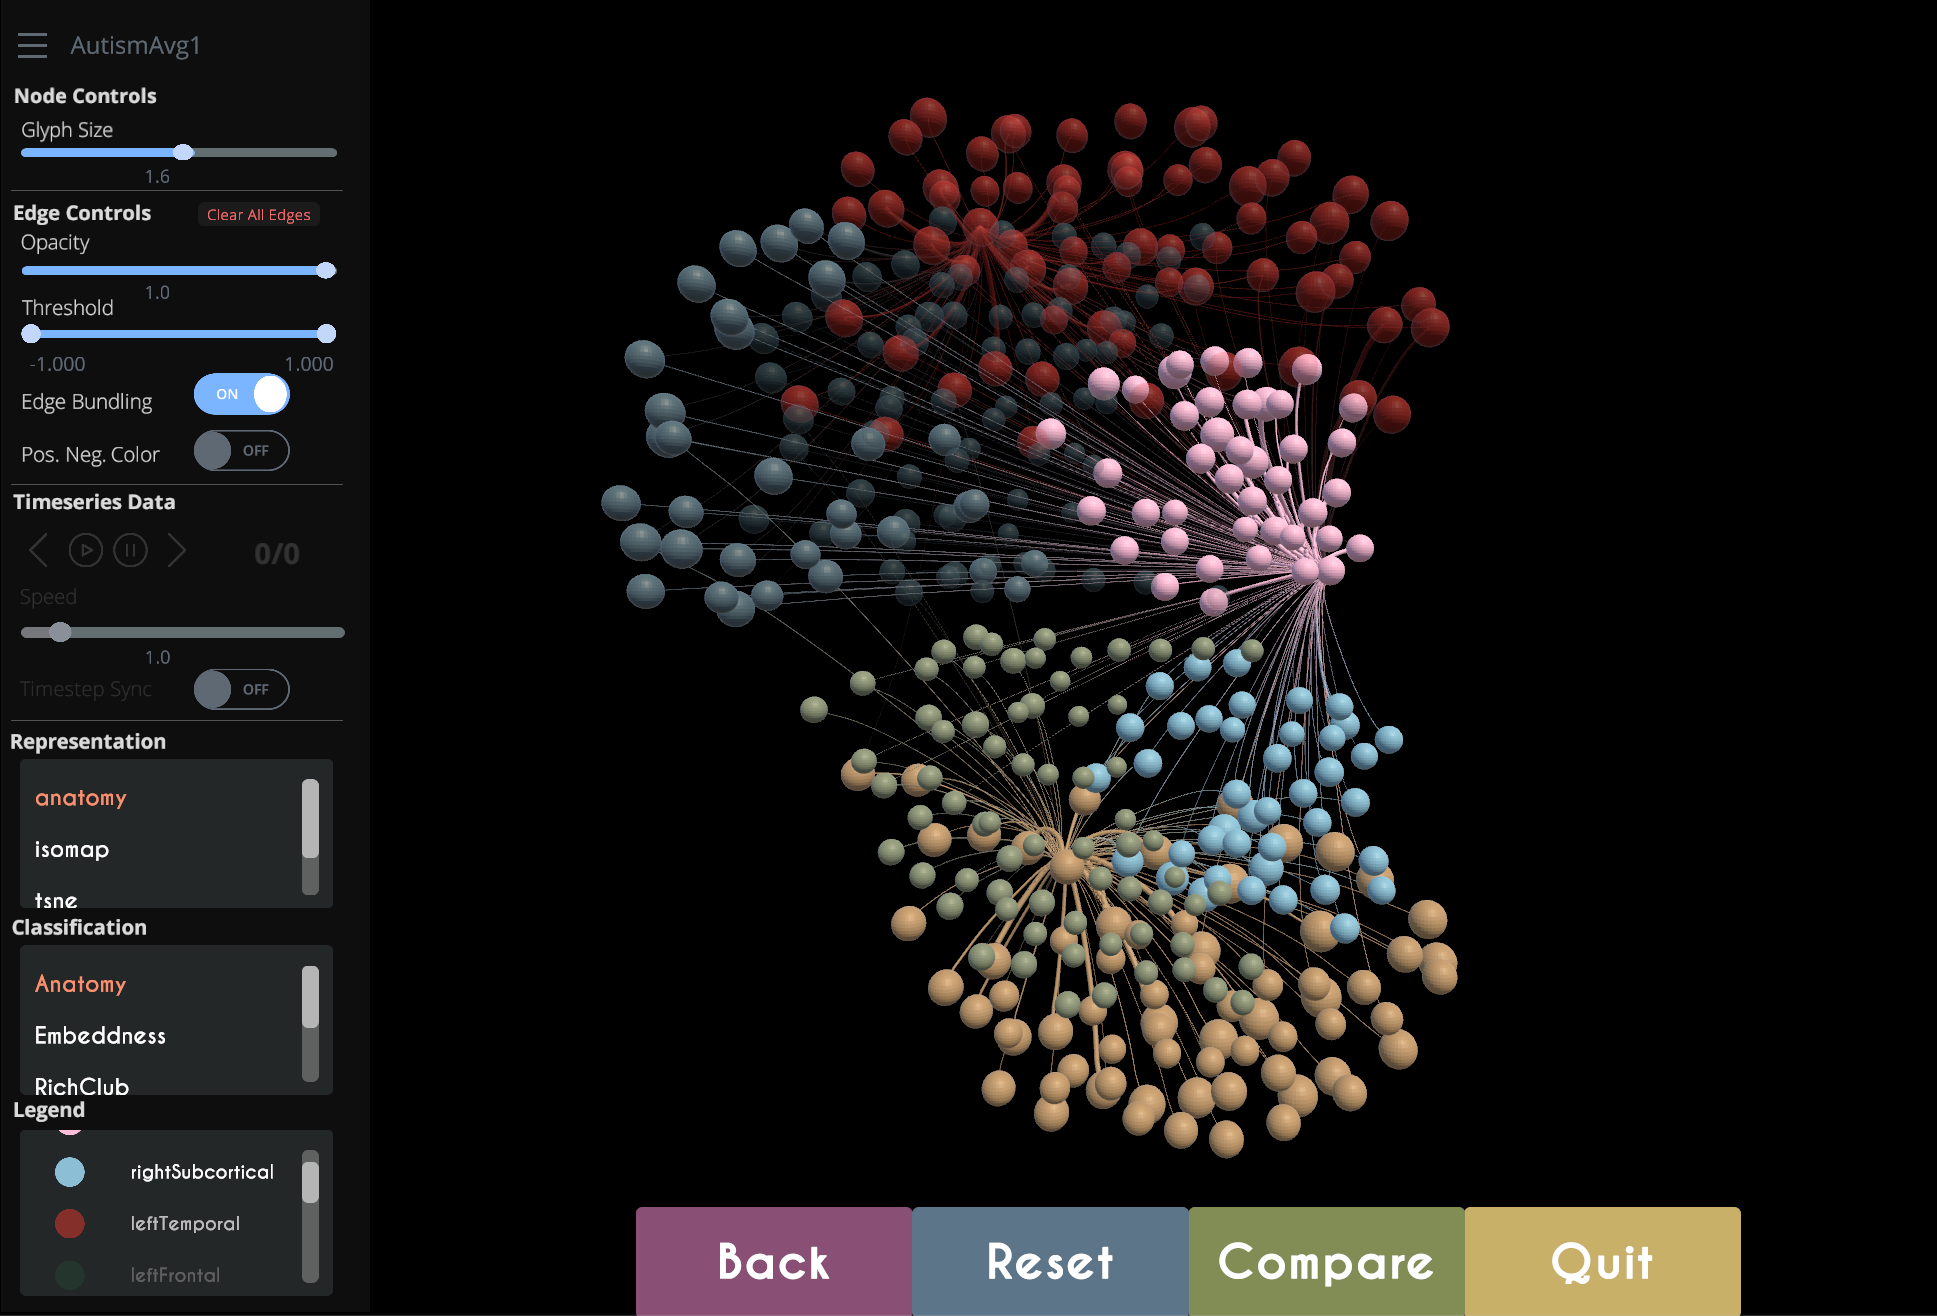 AutismAvg1
Node Controls
Glyph Size
1.6
Edge Controls Clear All Edges
Opacity
1.0
Threshold
-1.000 1.000
Edge Bundling ON
Pos. Neg. Color OFF
Timeseries Data
0/0
Speed
1.0
Timestep Sync OFF
Representation
anatomy
isomap
tsne
Classification
Anatomy
Embeddness
RichClub
Legend
rightSubcortical
leftTemporal
leftFrontal
Back Reset Compare Quit